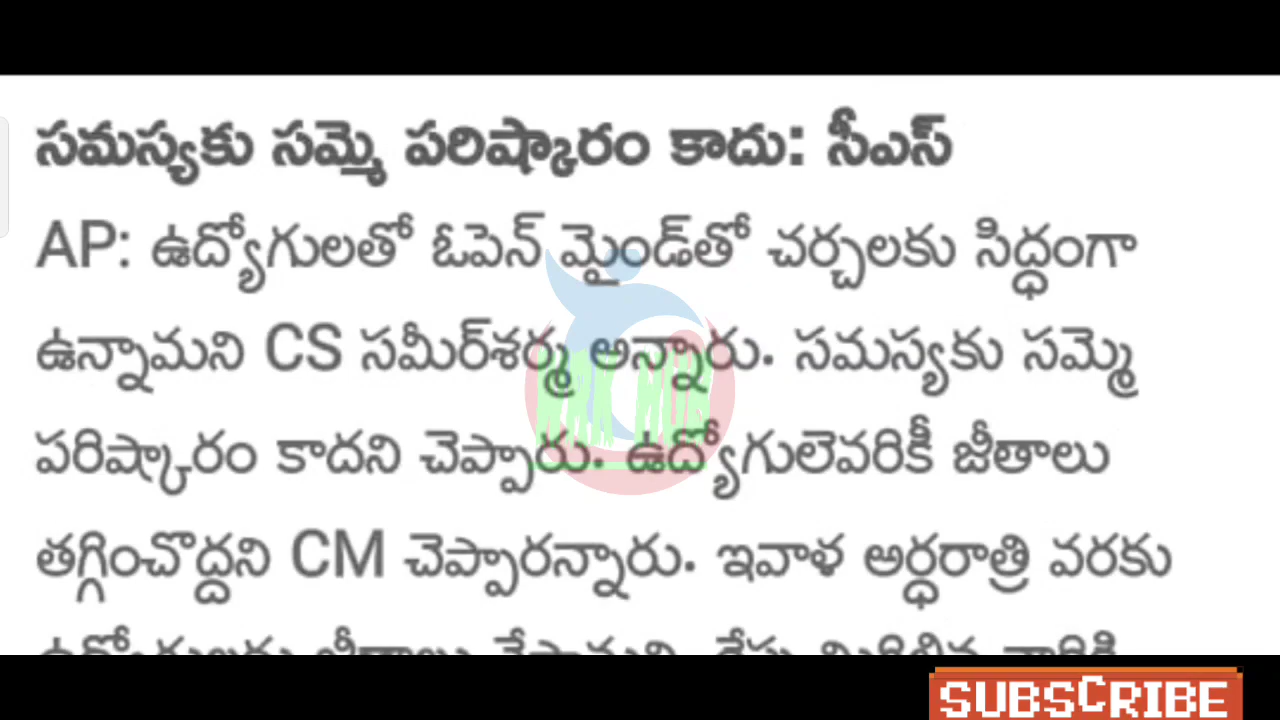 సమస్యకు సమ్మె పరిష్కారం కాదు: సీఎస్
AP: ఉద్యోగులతో ఓపెన్ మైండ్‌తో చర్చలకు సిద్ధంగా
ఉన్నామని CS సమీర్‌శర్మ అన్నారు. సమస్యకు సమ్మె
పరిష్కారం కాదని చెప్పారు. ఉద్యోగులెవరికీ జీతాలు
తగ్గించొద్దని CM చెప్పారన్నారు. ఇవాళ అర్ధరాత్రి వరకు
SUBSCRIBE